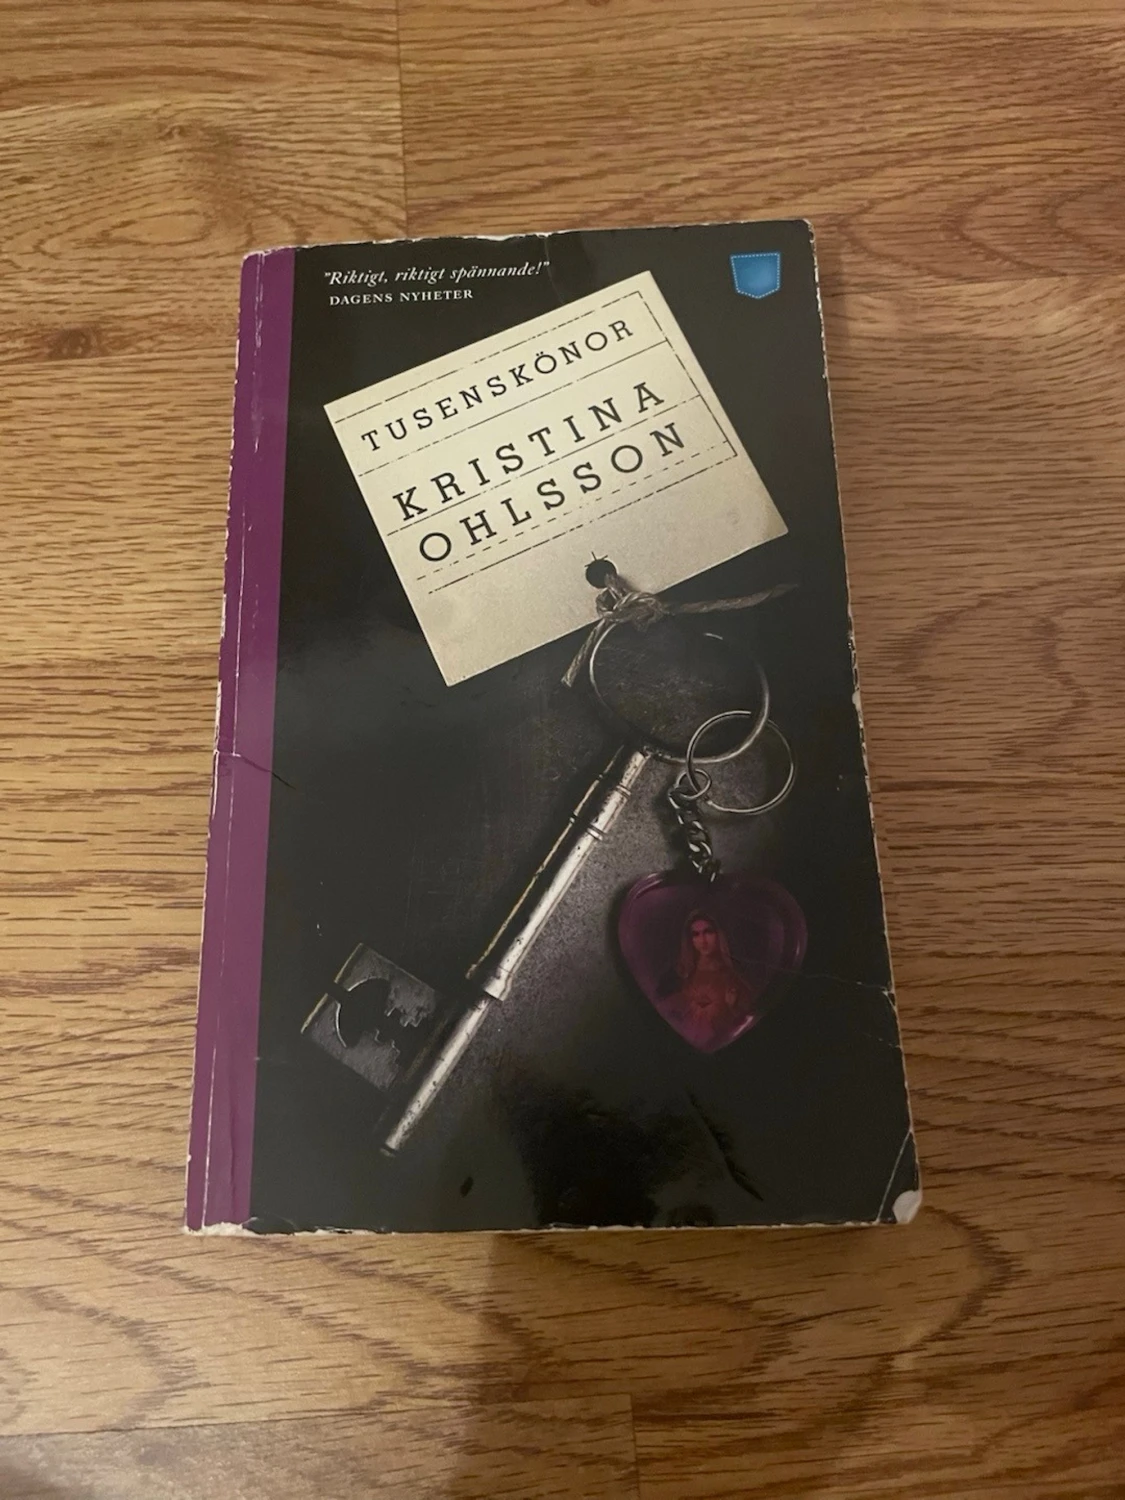 "Riktigt, riktigt spännande!"
DAGENS NYHETER
TUSENSKÖNOR
KRISTINA
OHLSSON